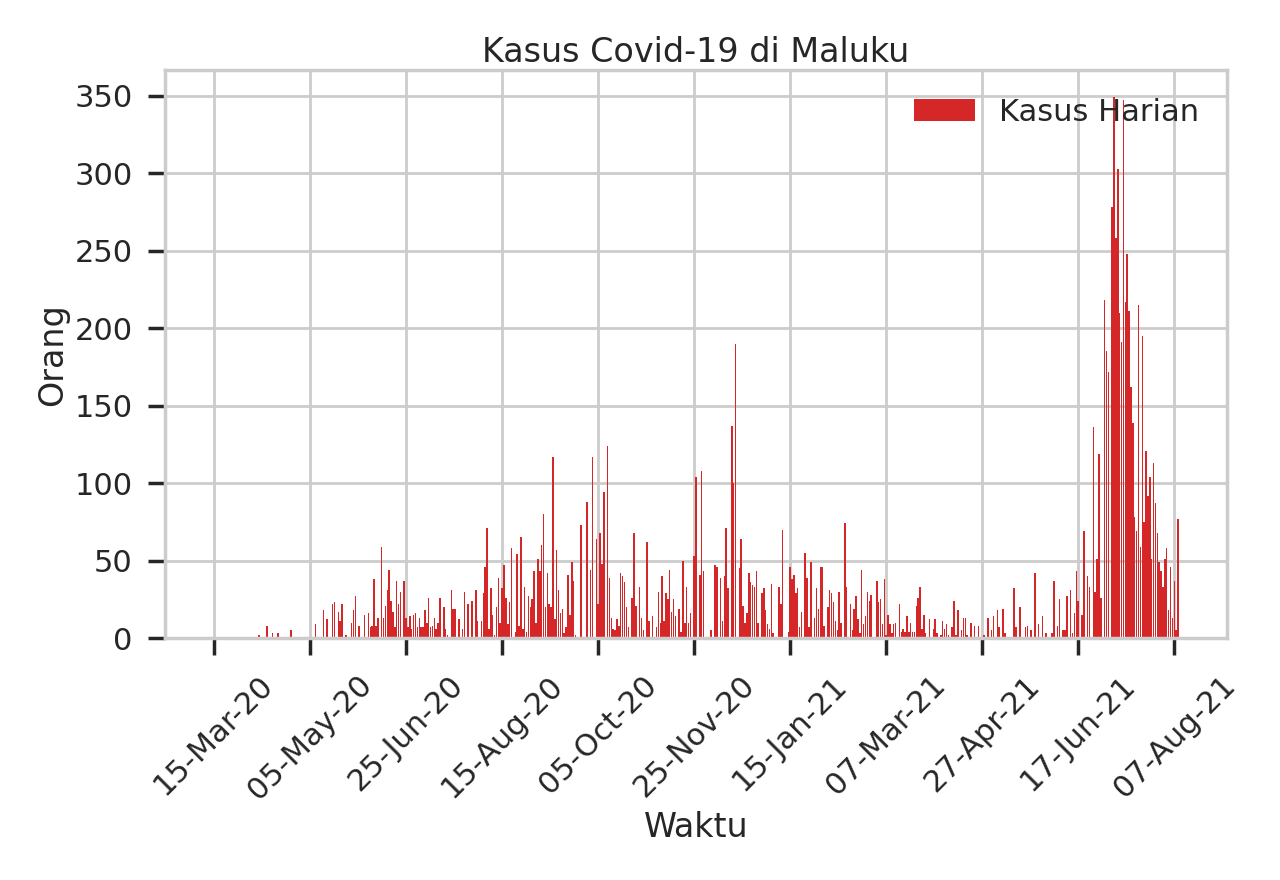 Kasus Covid-19 di Maluku
Kasus Harian
Orang
350
300
250
200
150
100
50
0
15-Mar-20
05-May-20
25-Jun-20
15-Aug-20
05-Oct-20
25-Nov-20
15-Jan-21
07-Mar-21
27-Apr-21
17-Jun-21
07-Aug-21
Waktu